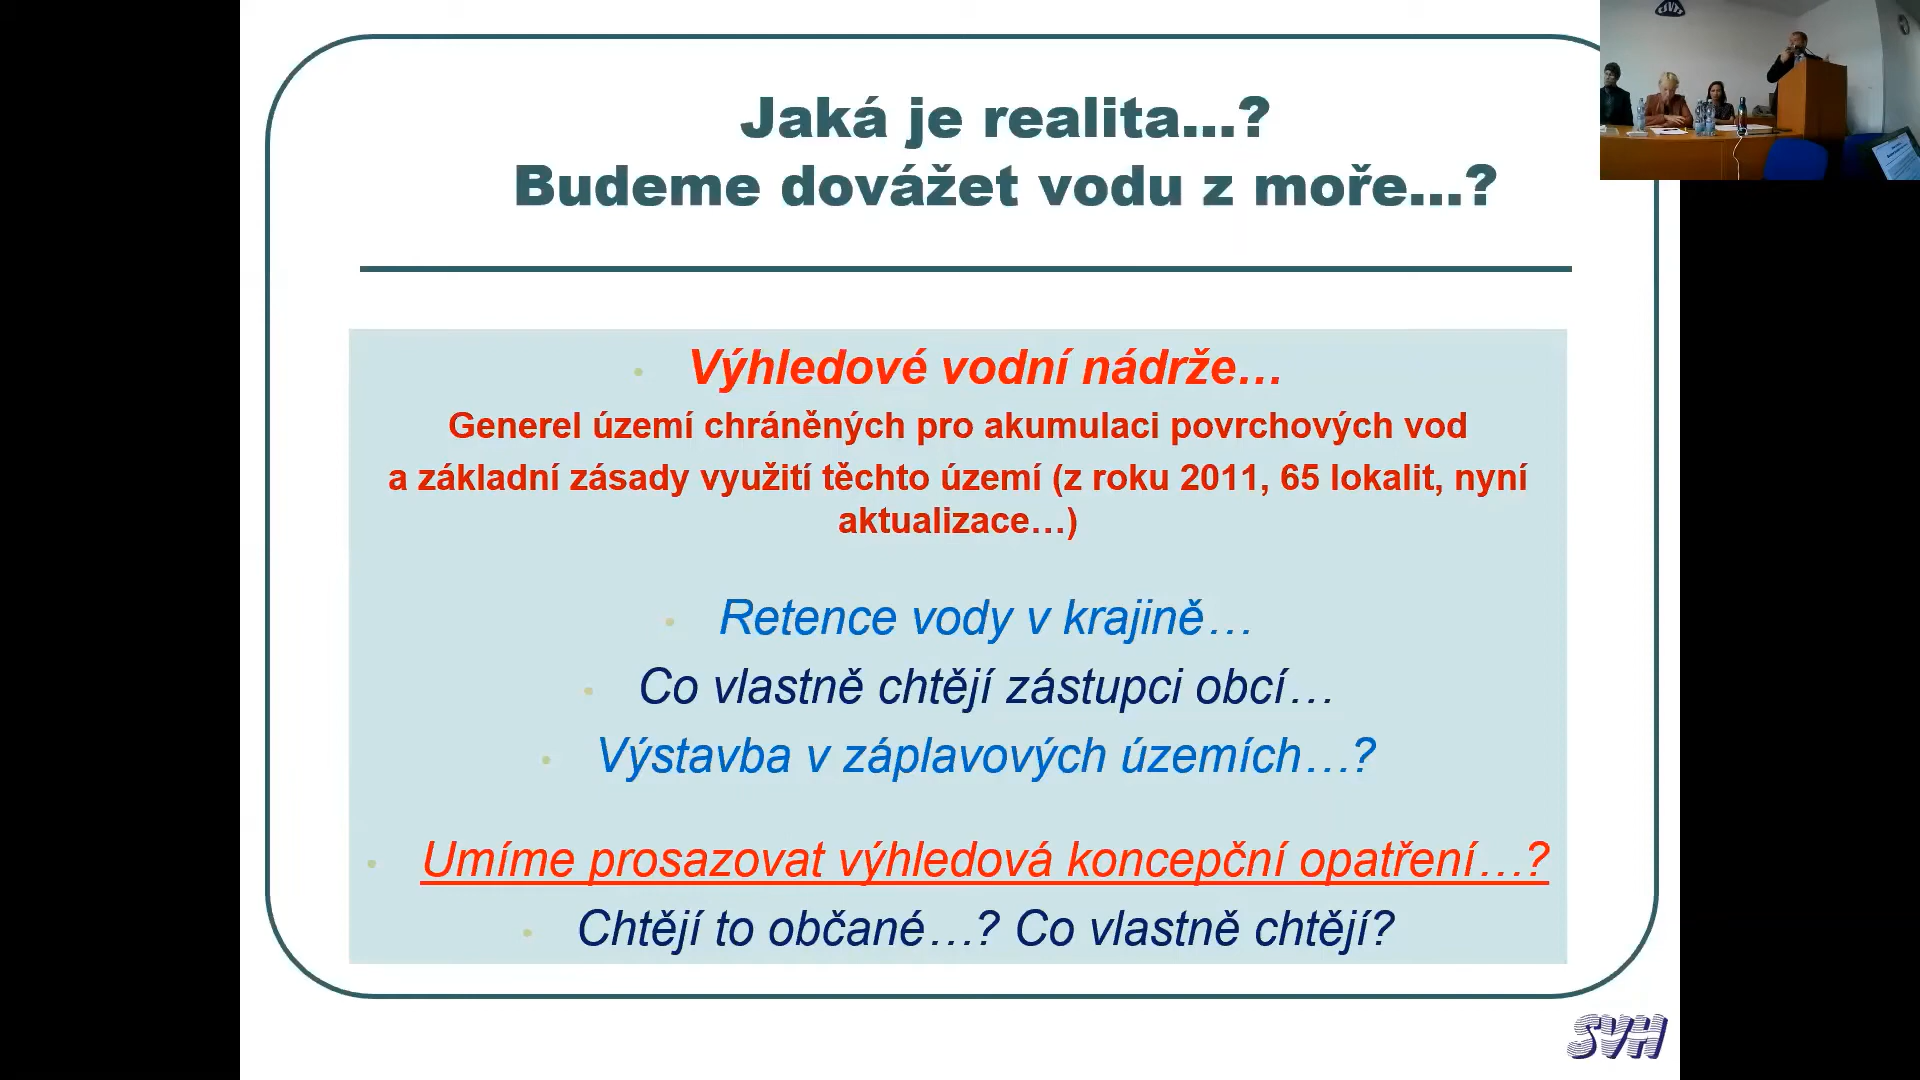 Jaká je realita...?
Budeme dovážet vodu z moře...?
Výhledové vodní nádrže…
Generel území chráněných pro akumulaci povrchových vod
a základní zásady využití těchto území (z roku 2011, 65 lokalit, nyní
aktualizace…)
Retence vody v krajině…
Co vlastně chtějí zástupci obcí…
Výstavba v záplavových územích…?
Umíme prosazovat výhledová koncepční opatření…?
Chtějí to občané…? Co vlastně chtějí?
SVH